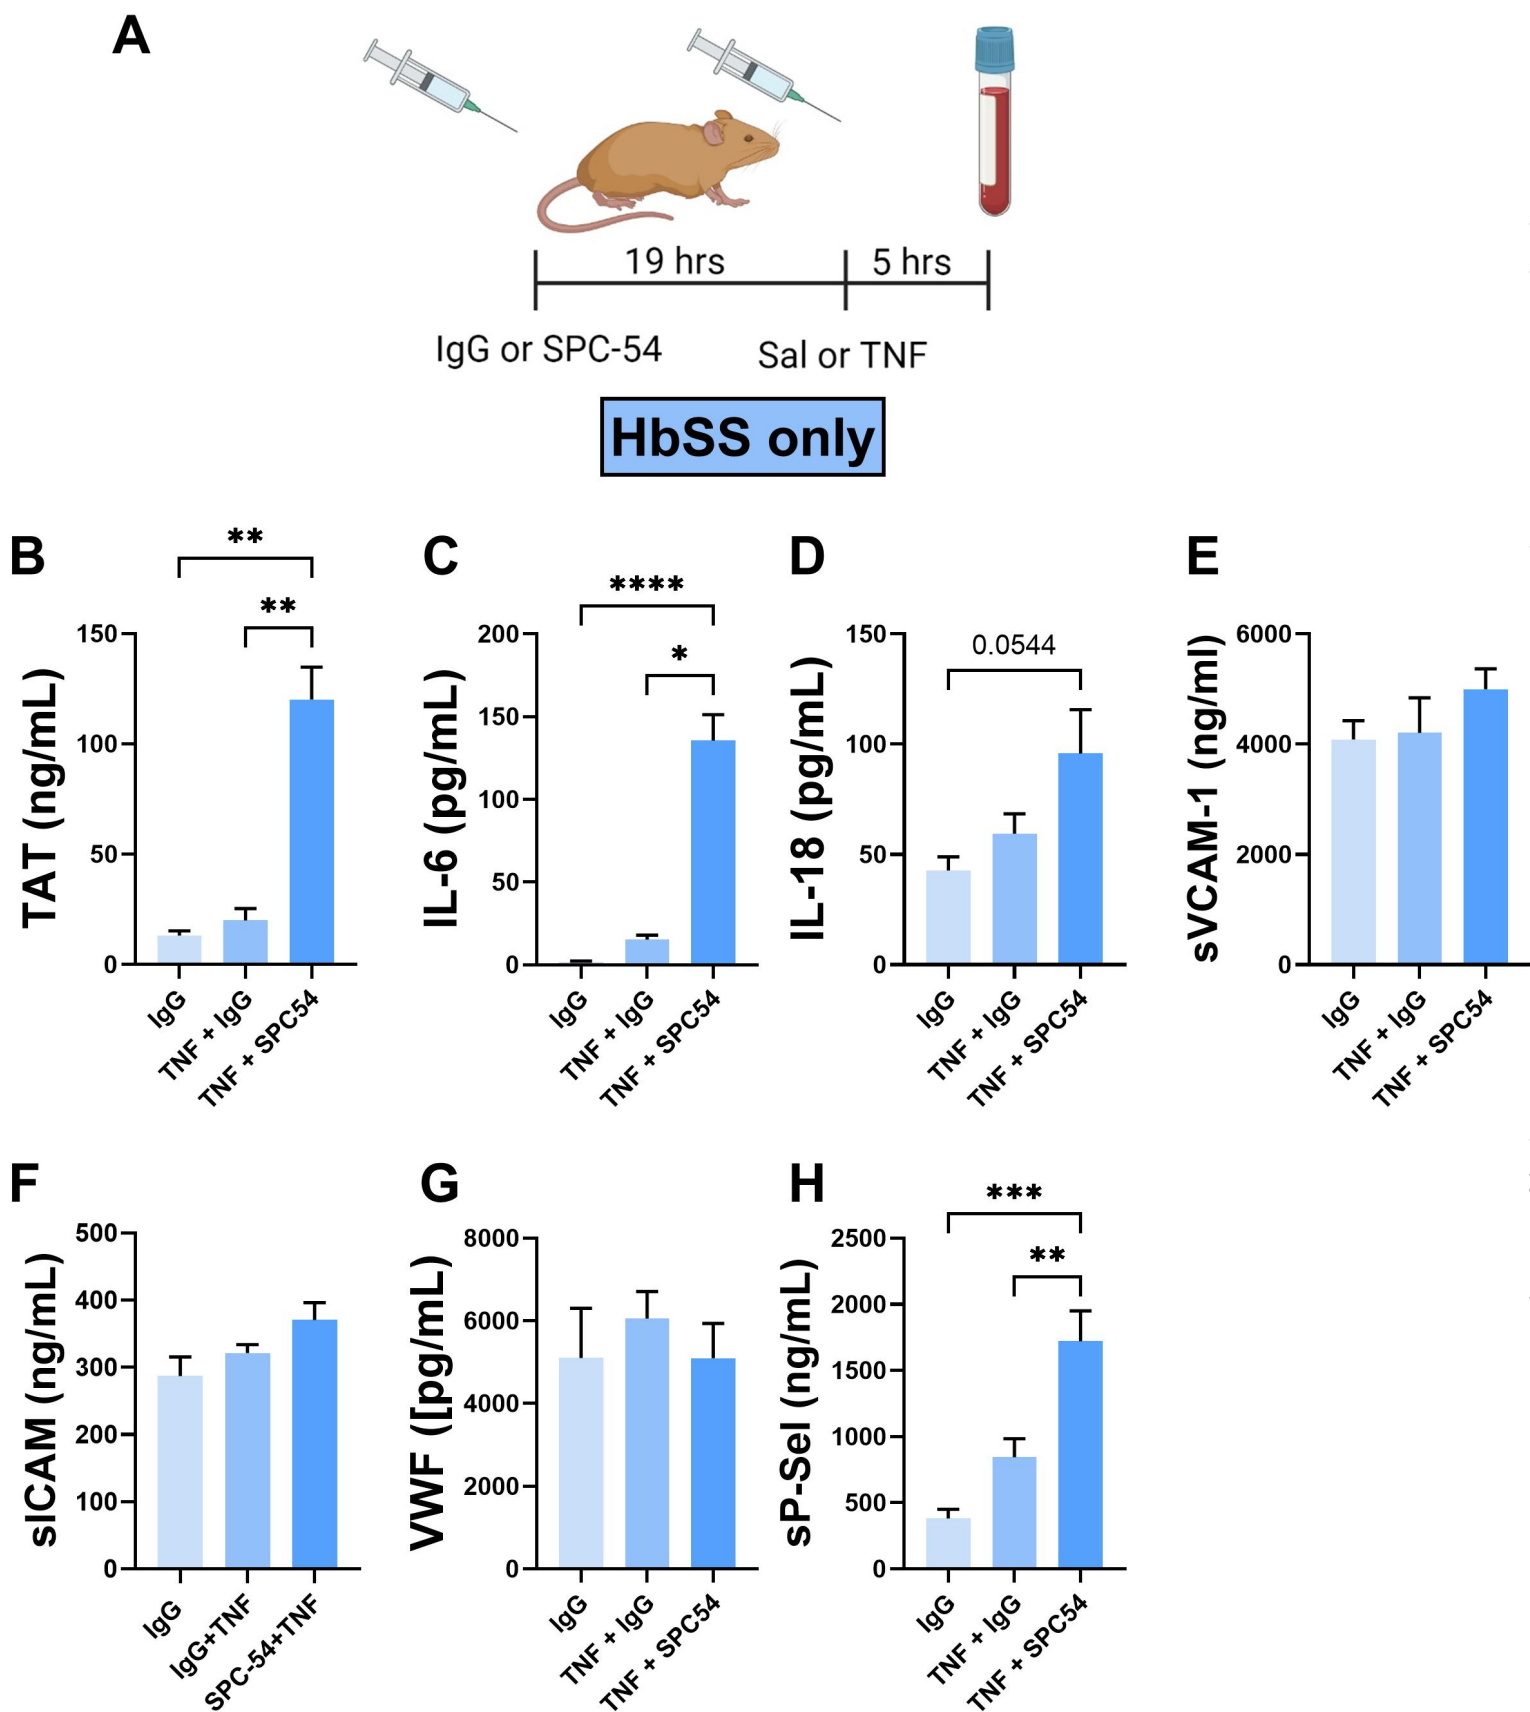 A
19 hrs
5 hrs
IgG or SPC-54
Sal or TNF
HbSS only
B
**
**
TAT (ng/mL)
150
100
50
0
IgG
TNF + IgG
TNF + SPC54
C
****
*
IL-6 (pg/mL)
200
150
100
50
0
IgG
TNF + IgG
TNF + SPC54
D
0.0544
IL-18 (pg/mL)
150
100
50
0
IgG
TNF + IgG
TNF + SPC54
E
sVCAM-1 (ng/ml)
6000
4000
2000
0
IgG
TNF + IgG
TNF + SPC54
F
sICAM (ng/mL)
500
400
300
200
100
0
IgG
IgG+TNF
SPC-54+TNF
G
VWF ([pg/mL)
8000
6000
4000
2000
0
IgG
TNF + IgG
TNF + SPC54
H
***
**
sP-Sel (ng/mL)
2500
2000
1500
1000
500
0
IgG
TNF + IgG
TNF + SPC54